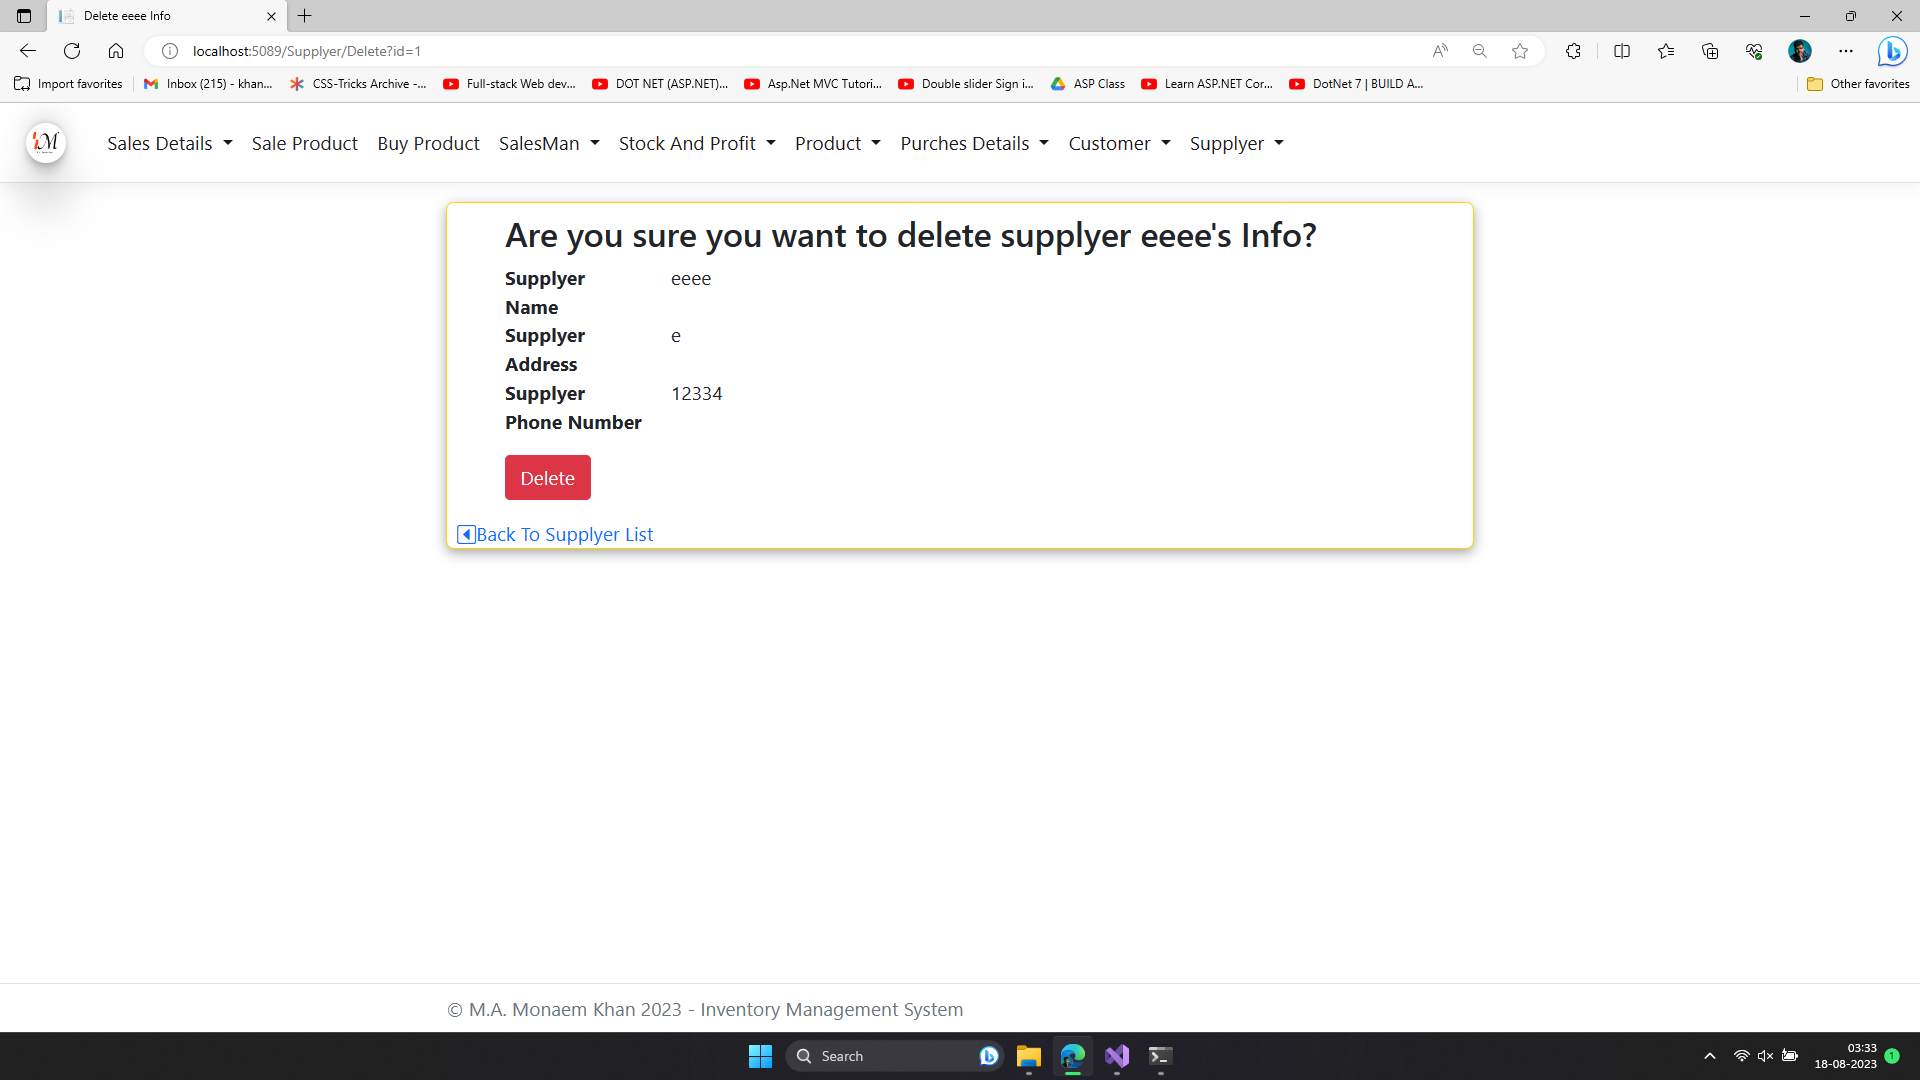 Delete eeee Info
localhost:5089/Supplyer/Delete?id=1
Import favorites
Inbox (215) - khan...
CSS-Tricks Archive -...
Full-stack Web dev...
DOT NET (ASP.NET)...
Asp.Net MVC Tutori...
Double slider Sign i...
ASP Class
Learn ASP.NET Cor...
DotNet 7 | BUILD A...
Other favorites
Sales Details
Sale Product
Buy Product
SalesMan
Stock And Profit
Product
Purches Details
Customer
Supplyer
Are you sure you want to delete supplyer eeee's Info?
Supplyer Name eeee
Supplyer Address e
Supplyer Phone Number 12334
Delete
Back To Supplyer List
© M.A. Monaem Khan 2023 - Inventory Management System
Search
03:33
18-08-2023
1